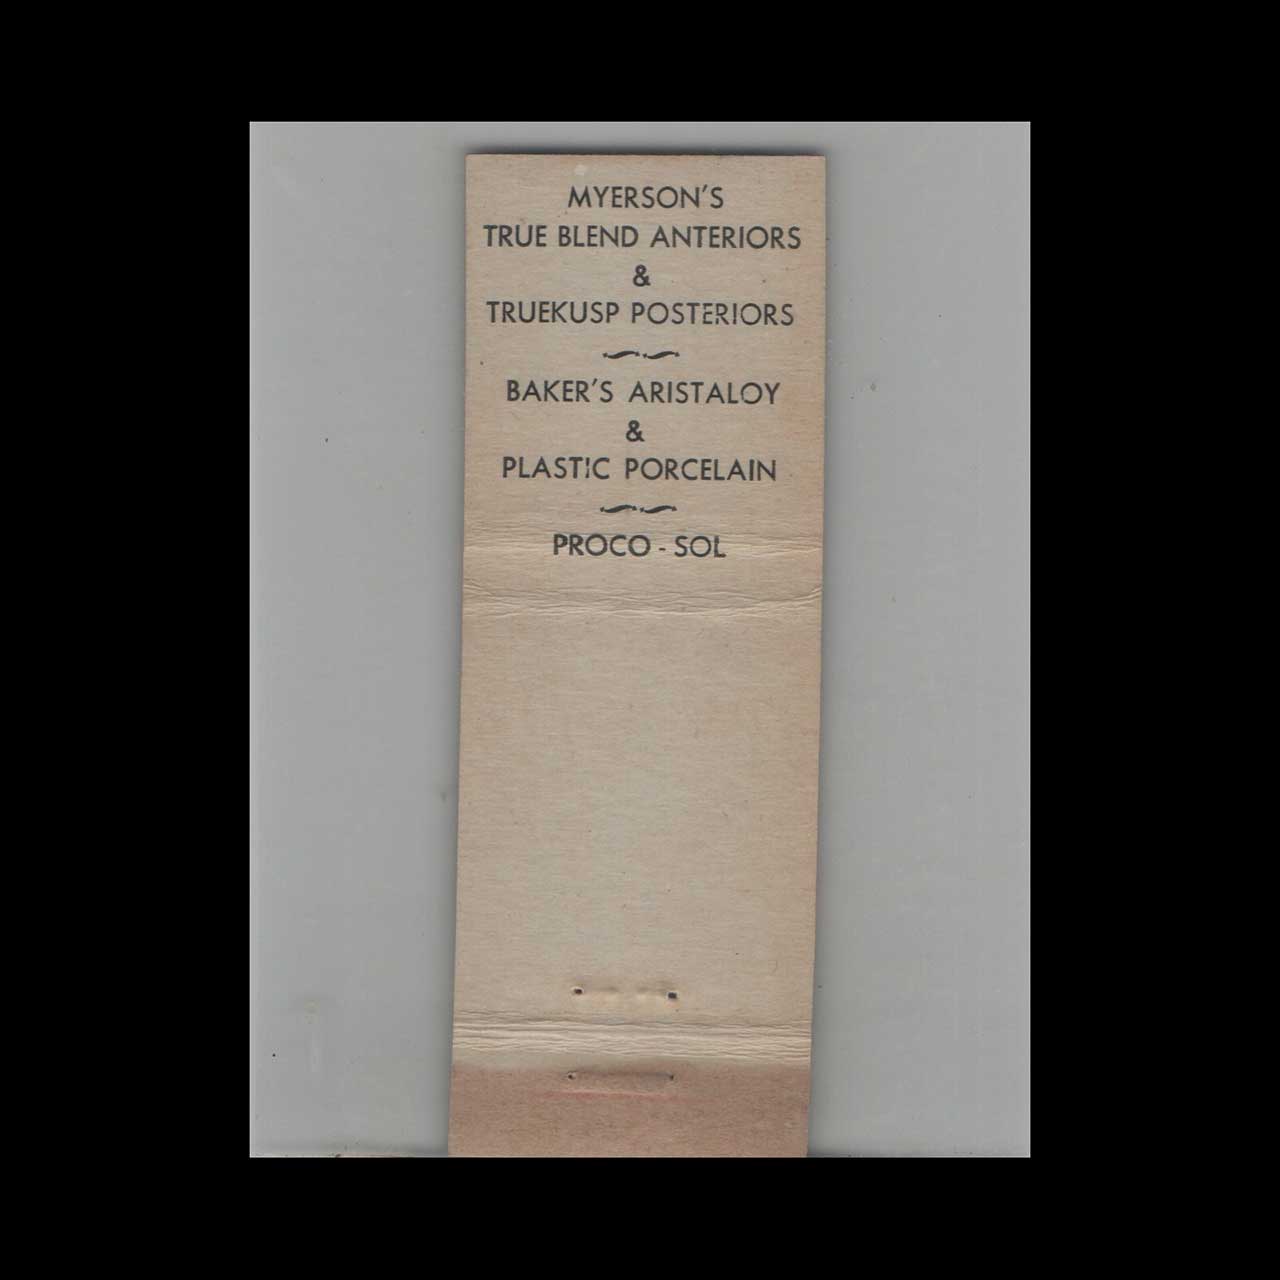 MYERSON'S
TRUE BLEND ANTERIORS
&
TRUEKUSP POSTERIORS
BAKER'S ARISTALOY
&
PLASTIC PORCELAIN
PROCO - SOL